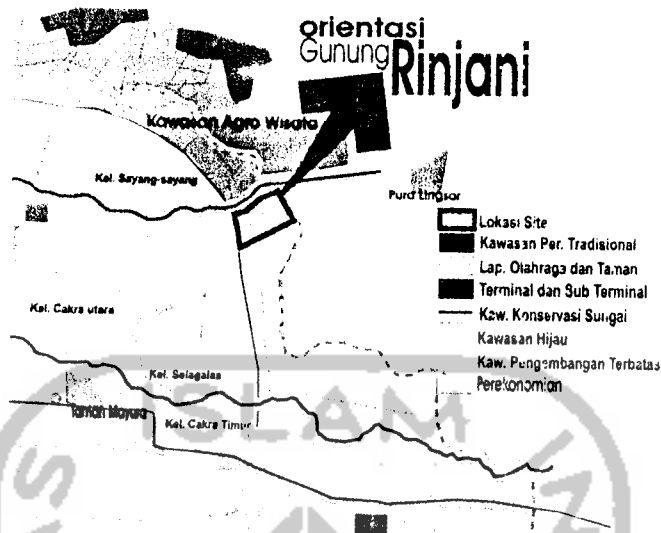 orientasi
Gunung Rinjani
Kawasan Agro Wisata
Kel. Sayang-sayang
Pura Lingsar
Lokasi Site
Kawasan Per. Tradisional
Lap. Olahraga dan Taman
Terminal dan Sub Terminal
Kaw. Konservasi Sungai
Kawasan Hijau
Kaw. Pengembangan Terbatas
Perekonomian
Kel. Cakra utara
Kel. Selagalas
Taman Mayura
Kel. Cakra Timur
ISLAM